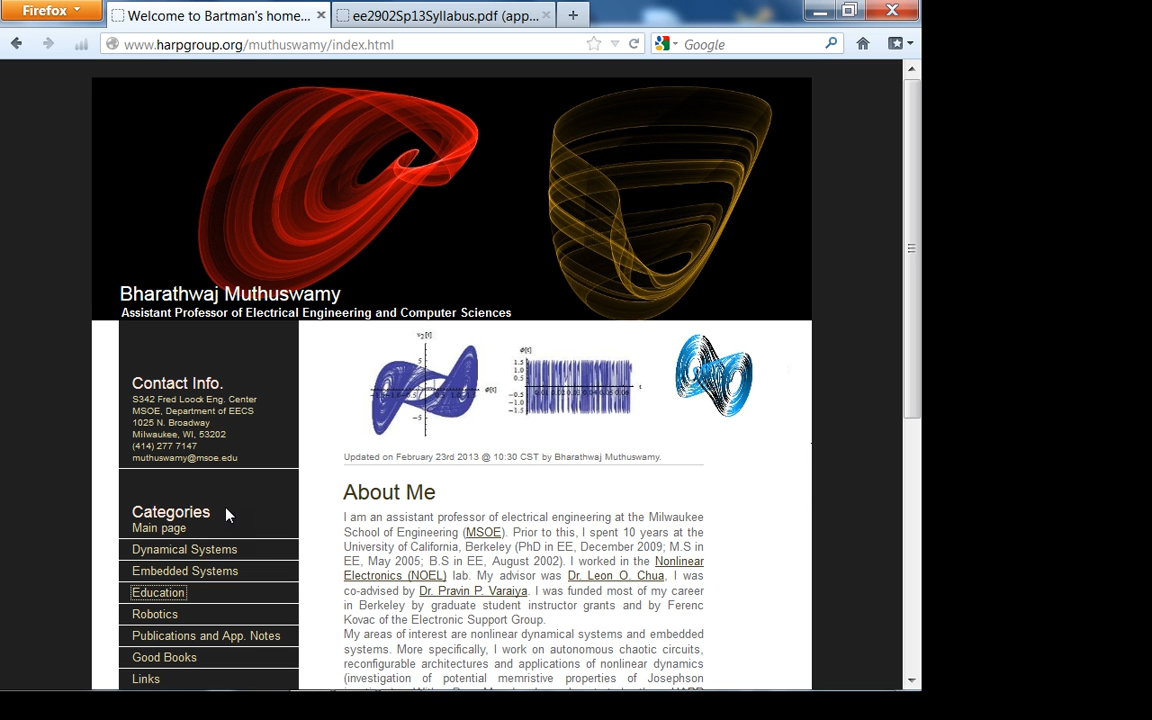 Firefox
Welcome to Bartman's home...
ee2902Sp13Syllabus.pdf (app...
www.harpgroup.org/muthuswamy/index.html
Google
Bharathwaj Muthuswamy
Assistant Professor of Electrical Engineering and Computer Sciences
Contact Info.
S342 Fred Loock Eng. Center
MSOE, Department of EECS
1025 N. Broadway
Milwaukee, WI, 53202
(414) 277 7147
muthuswamy@msoe.edu
Categories
Main page
Dynamical Systems
Embedded Systems
Education
Robotics
Publications and App. Notes
Good Books
Links
Updated on February 23rd 2013 @ 10:30 CST by Bharathwaj Muthuswamy.
About Me
I am an assistant professor of electrical engineering at the Milwaukee
School of Engineering (MSOE). Prior to this, I spent 10 years at the
University of California, Berkeley (PhD in EE, December 2009; M.S in
EE, May 2005; B.S in EE, August 2002). I worked in the Nonlinear
Electronics (NOEL) lab. My advisor was Dr. Leon O. Chua, I was
co-advised by Dr. Pravin P. Varaiya. I was funded most of my career
in Berkeley by graduate student instructor grants and by Ferenc
Kovac of the Electronic Support Group.
My areas of interest are nonlinear dynamical systems and embedded
systems. More specifically, I work on autonomous chaotic circuits,
reconfigurable architectures and applications of nonlinear dynamics
(investigation of potential memristive properties of Josephson